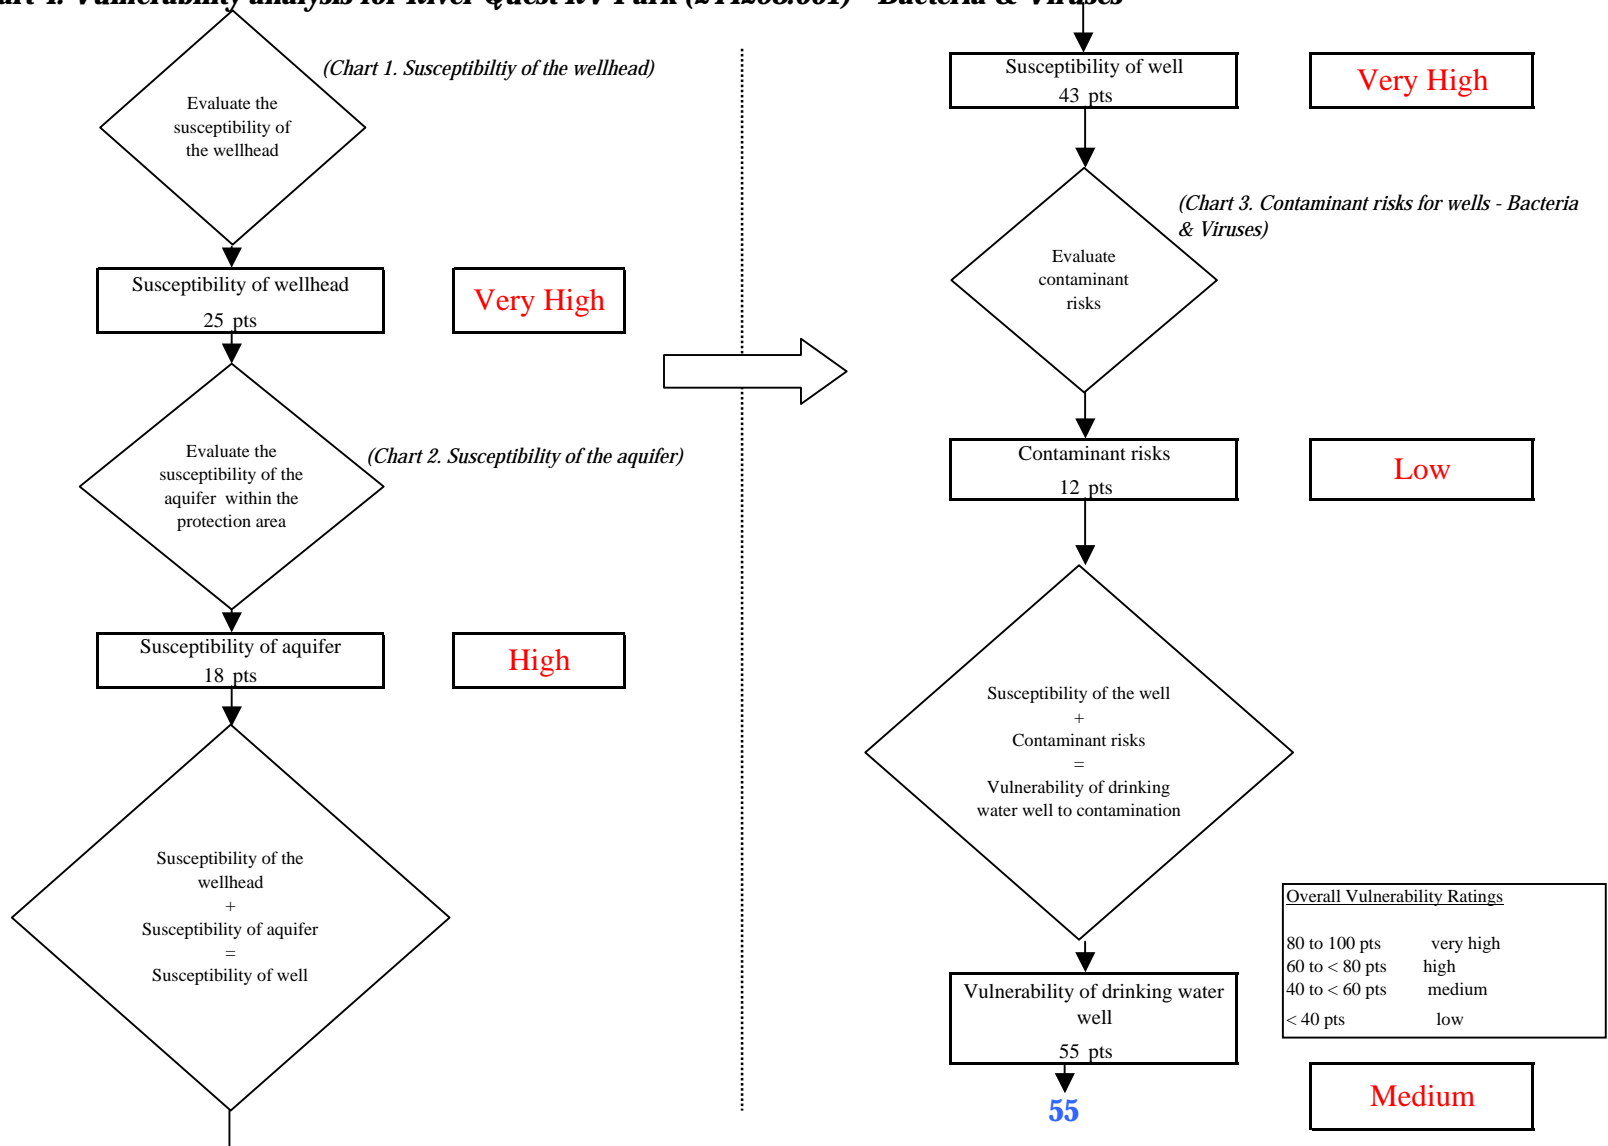 (Chart 1. Susceptibiltiy of the wellhead)
Evaluate the
susceptibility of
the wellhead
Susceptibility of wellhead
25 pts
Very High
Evaluate the
susceptibility of the
aquifer within the
protection area
(Chart 2. Susceptibility of the aquifer)
Susceptibility of aquifer
18 pts
High
Susceptibility of the
wellhead
+
Susceptibility of aquifer
=
Susceptibility of well
Susceptibility of well
43 pts
Very High
(Chart 3. Contaminant risks for wells - Bacteria
& Viruses)
Evaluate
contaminant
risks
Contaminant risks
12 pts
Low
Susceptibility of the well
+
Contaminant risks
=
Vulnerability of drinking
water well to contamination
Overall Vulnerability Ratings
80 to 100 pts very high
60 to < 80 pts high
40 to < 60 pts medium
< 40 pts low
Vulnerability of drinking water
well
55 pts
55
Medium